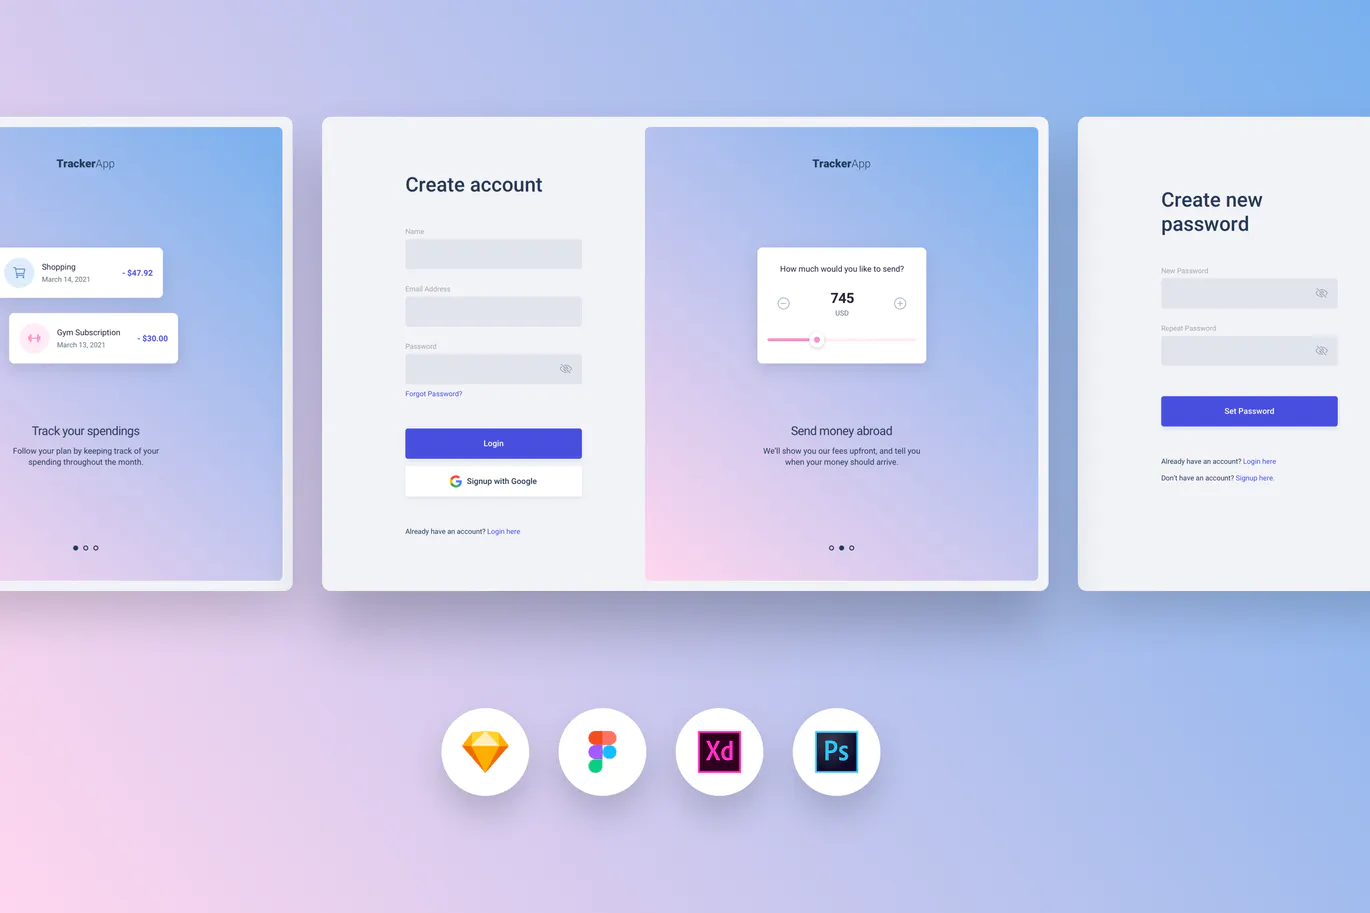 TrackerApp
Shopping
March 14, 2021
- $47.92
Gym Subscription
March 13, 2021
- $30.00
Track your spendings
Follow your plan by keeping track of your
spending throughout the month.
Create account
Name
Email Address
Password
Forgot Password?
Login
Signup with Google
Already have an account? Login here
TrackerApp
How much would you like to send?
745
USD
Send money abroad
We'll show you our fees upfront, and tell you
when your money should arrive.
Create new
password
New Password
Repeat Password
Set Password
Already have an account? Login here
Don't have an account? Signup here.
Xd
Ps